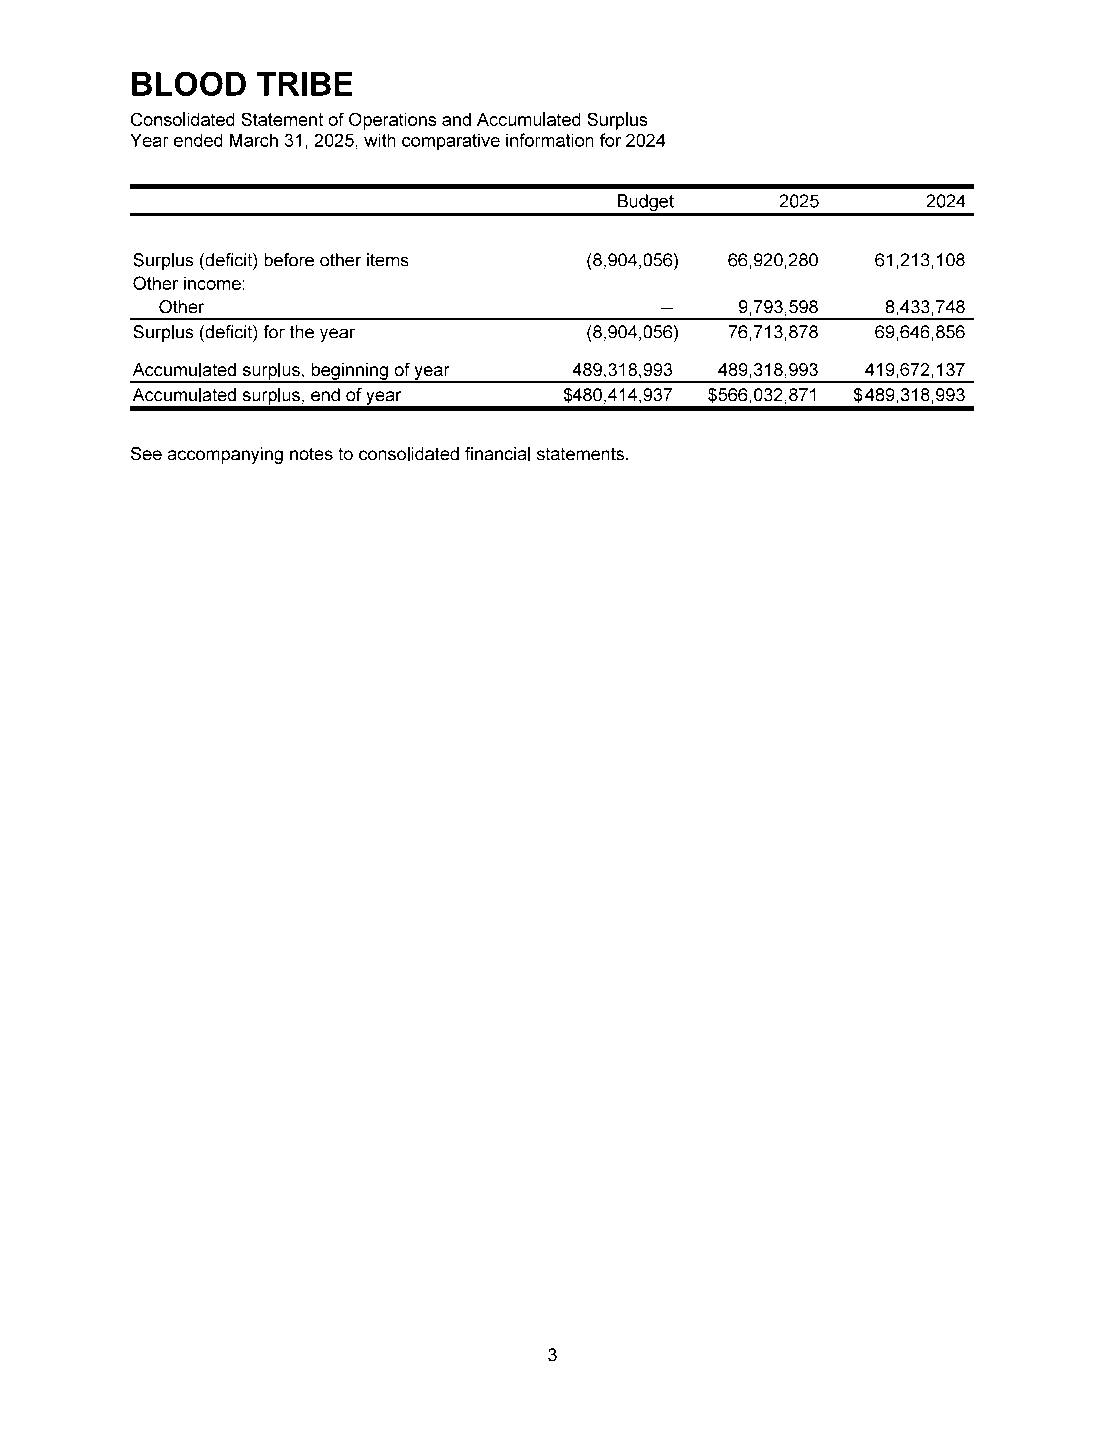 BLOOD TRIBE
Consolidated Statement of Operations and Accumulated Surplus
Year ended March 31, 2025, with comparative information for 2024
Budget 2025 2024
Surplus (deficit) before other items (8,904,056) 66,920,280 61,213,108
Other income:
Other – 9,793,598 8,433,748
Surplus (deficit) for the year (8,904,056) 76,713,878 69,646,856
Accumulated surplus, beginning of year 489,318,993 489,318,993 419,672,137
Accumulated surplus, end of year $480,414,937 $566,032,871 $489,318,993
See accompanying notes to consolidated financial statements.
3